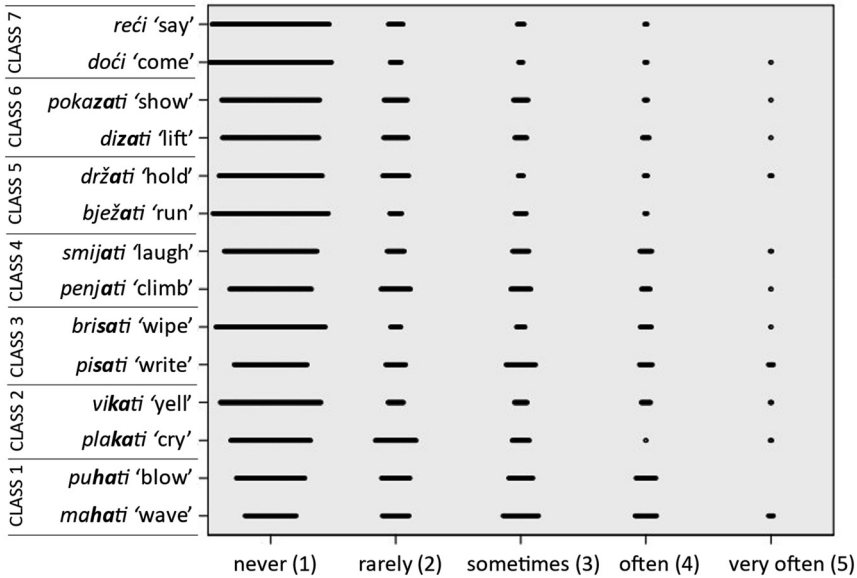 CLASS 7
reći ‘say’
doći ‘come’
CLASS 6
pokazati ‘show’
dizati ‘lift’
CLASS 5
držati ‘hold’
bježati ‘run’
CLASS 4
smijati ‘laugh’
penjati ‘climb’
CLASS 3
brisati ‘wipe’
pisati ‘write’
CLASS 2
vikati ‘yell’
plakati ‘cry’
CLASS 1
puhati ‘blow’
mahati ‘wave’
never (1) rarely (2) sometimes (3) often (4) very often (5)